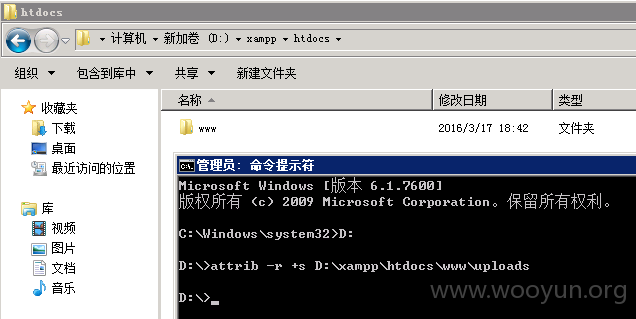 htdocs
计算机 新加卷 (D:) xampp htdocs
组织 包含到库中 共享 新建文件夹
名称 修改日期 类型
收藏夹
下载
桌面
最近访问的位置
库
视频
图片
文档
音乐
www 2016/3/17 18:42 文件夹
C:\. 管理员: 命令提示符
Microsoft Windows [版本 6.1.7600]
版权所有 (c) 2009 Microsoft Corporation。保留所有权利。
C:\Windows\system32>D:
D:\>attrib -r +s D:\xampp\htdocs\www\uploads
D:\>_
www.wooyun.org